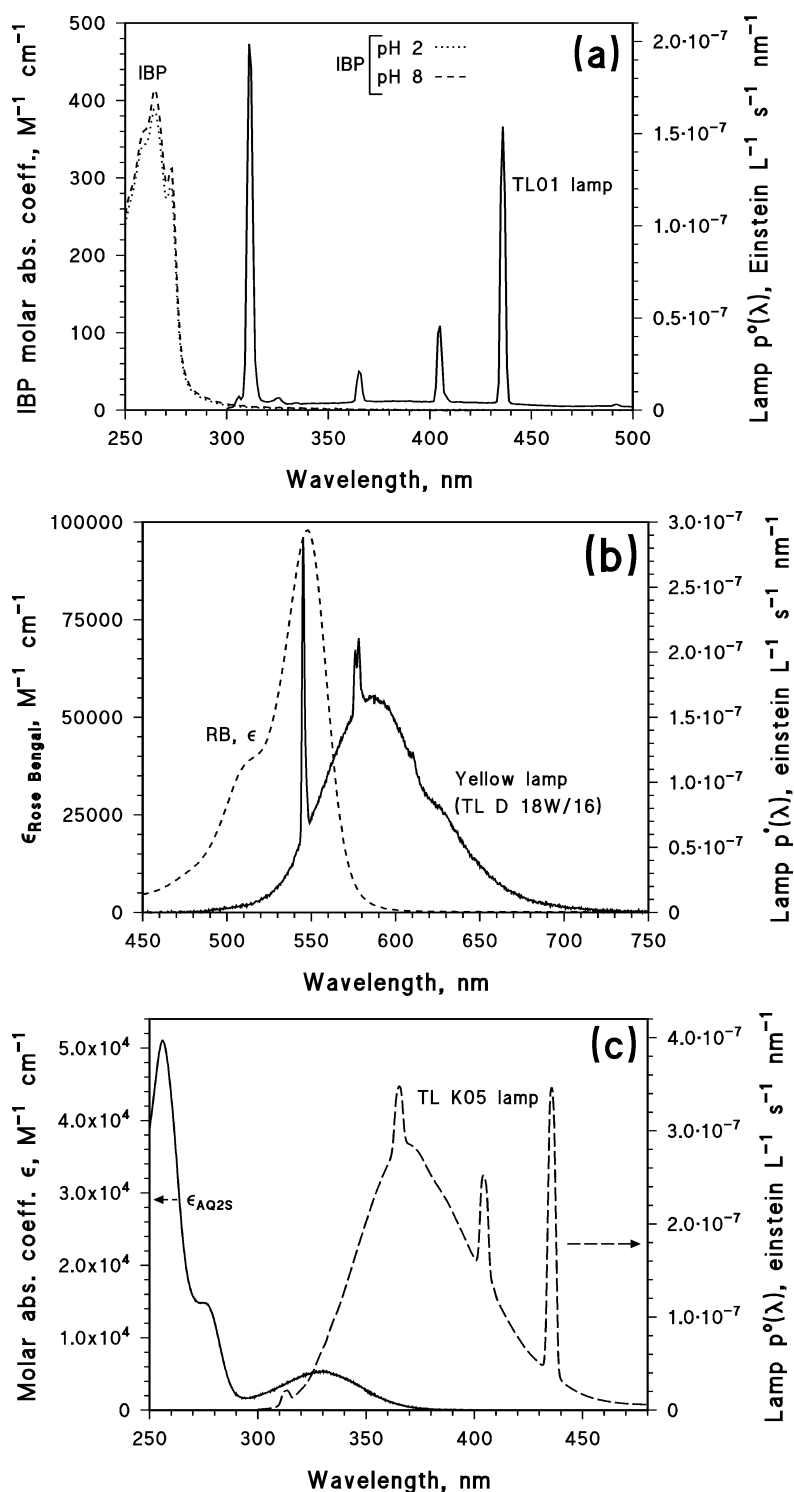 (a)
IBP molar abs. coeff., M⁻¹ cm⁻¹
500
400
300
200
100
0
IBP
IBP
pH 2
pH 8
TL01 lamp
2.0·10⁻⁷
1.5·10⁻⁷
1.0·10⁻⁷
0.5·10⁻⁷
0
Lamp p°(λ), Einstein L⁻¹ s⁻¹ nm⁻¹
250 300 350 400 450 500
Wavelength, nm
(b)
ϵRose Bengal, M⁻¹ cm⁻¹
100000
75000
50000
25000
0
RB, ϵ
Yellow lamp
(TL D 18W/16)
3.0·10⁻⁷
2.5·10⁻⁷
2.0·10⁻⁷
1.5·10⁻⁷
1.0·10⁻⁷
0.5·10⁻⁷
0
Lamp p°(λ), einstein L⁻¹ s⁻¹ nm⁻¹
450 500 550 600 650 700 750
Wavelength, nm
(c)
Molar abs. coeff. ϵ, M⁻¹ cm⁻¹
5.0x10⁴
4.0x10⁴
3.0x10⁴
2.0x10⁴
1.0x10⁴
0
ϵAQ2S
TL K05 lamp
4.0·10⁻⁷
3.0·10⁻⁷
2.0·10⁻⁷
1.0·10⁻⁷
0
Lamp p°(λ), einstein L⁻¹ s⁻¹ nm⁻¹
250 300 350 400 450
Wavelength, nm